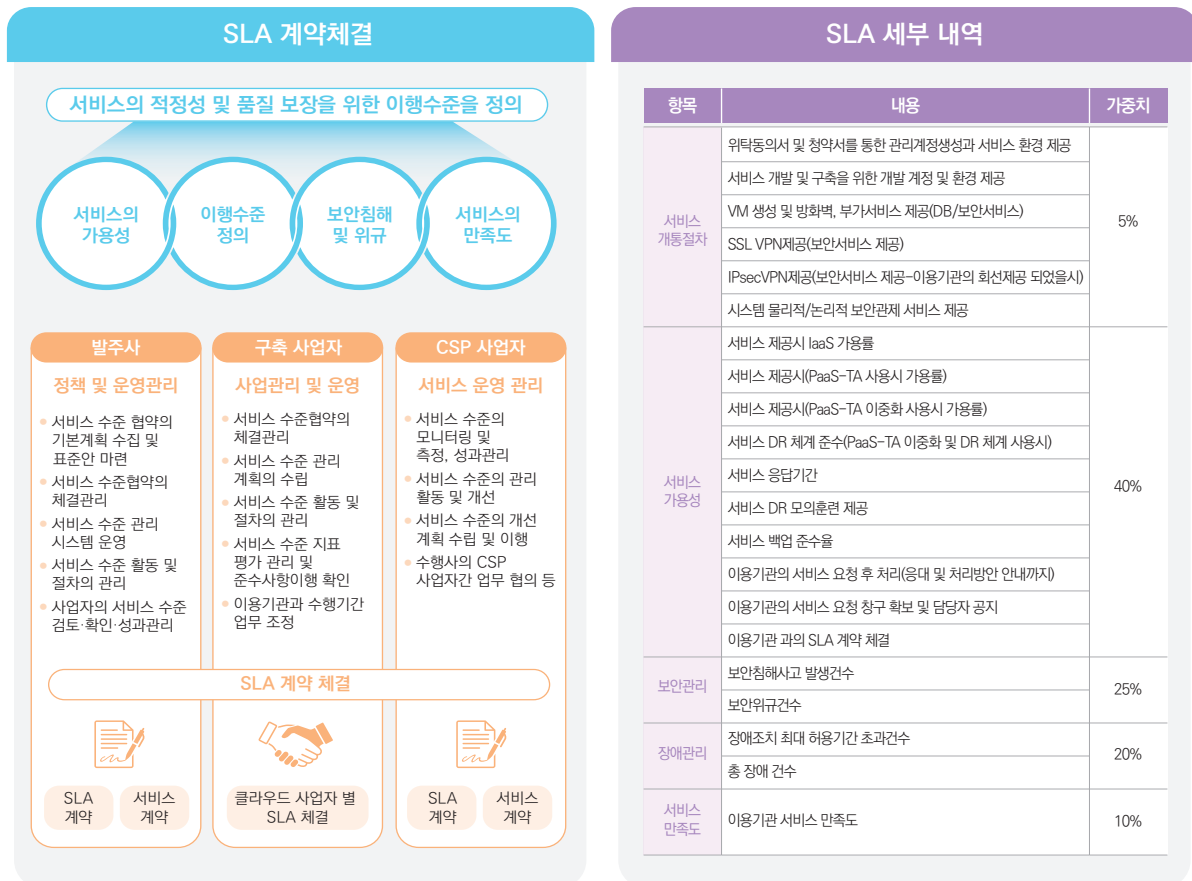 SLA 계약체결
서비스의 적정성 및 품질 보장을 위한 이행수준을 정의
서비스의
가용성
이행수준
정의
보안침해
및 위규
서비스의
만족도
발주사
정책 및 운영관리
• 서비스 수준 협약의
기본계획 수집 및
표준안 마련
• 서비스 수준협약의
체결관리
• 서비스 수준 관리
시스템 운영
• 서비스 수준 활동 및
절차의 관리
• 사업자의 서비스 수준
검토·확인·성과관리
구축 사업자
사업관리 및 운영
• 서비스 수준협약의
체결관리
• 서비스 수준 관리
계획의 수립
• 서비스 수준 활동 및
절차의 관리
• 서비스 수준 지표
평가 관리 및
준수사항이행 확인
• 이용기관과 수행기간
업무 조정
CSP 사업자
서비스 운영 관리
• 서비스 수준의
모니터링 및
측정, 성과관리
• 서비스 수준의 관리
활동 및 개선
• 서비스 수준의 개선
계획 수립 및 이행
• 수행사의 CSP
사업자간 업무 협의 등
SLA 계약 체결
SLA
계약
서비스
계약
클라우드 사업자 별
SLA 체결
SLA
계약
서비스
계약
SLA 세부 내역
항목 내용 가중치
서비스
개통절차
위탁동의서 및 청약서를 통한 관리계정생성과 서비스 환경 제공
서비스 개발 및 구축을 위한 개발 계정 및 환경 제공
VM 생성 및 방화벽, 부가서비스 제공(DB/보안서비스)
SSL VPN제공(보안서비스 제공)
IPsecVPN제공(보안서비스 제공-이용기관의 회선제공 되었을시)
시스템 물리적/논리적 보안관제 서비스 제공
5%
서비스
가용성
서비스 제공시 IaaS 가용률
서비스 제공시(PaaS-TA 사용시 가용률)
서비스 제공시(PaaS-TA 이중화 사용시 가용률)
서비스 DR 체계 준수(PaaS-TA 이중화 및 DR 체계 사용시)
서비스 응답기간
서비스 DR 모의훈련 제공
서비스 백업 준수율
이용기관의 서비스 요청 후 처리(응대 및 처리방안 안내까지)
이용기관의 서비스 요청 창구 확보 및 담당자 공지
이용기관 과의 SLA 계약 체결
40%
보안관리
보안침해사고 발생건수
보안위규건수
25%
장애관리
장애조치 최대 허용기간 초과건수
총 장애 건수
20%
서비스
만족도
이용기관 서비스 만족도
10%